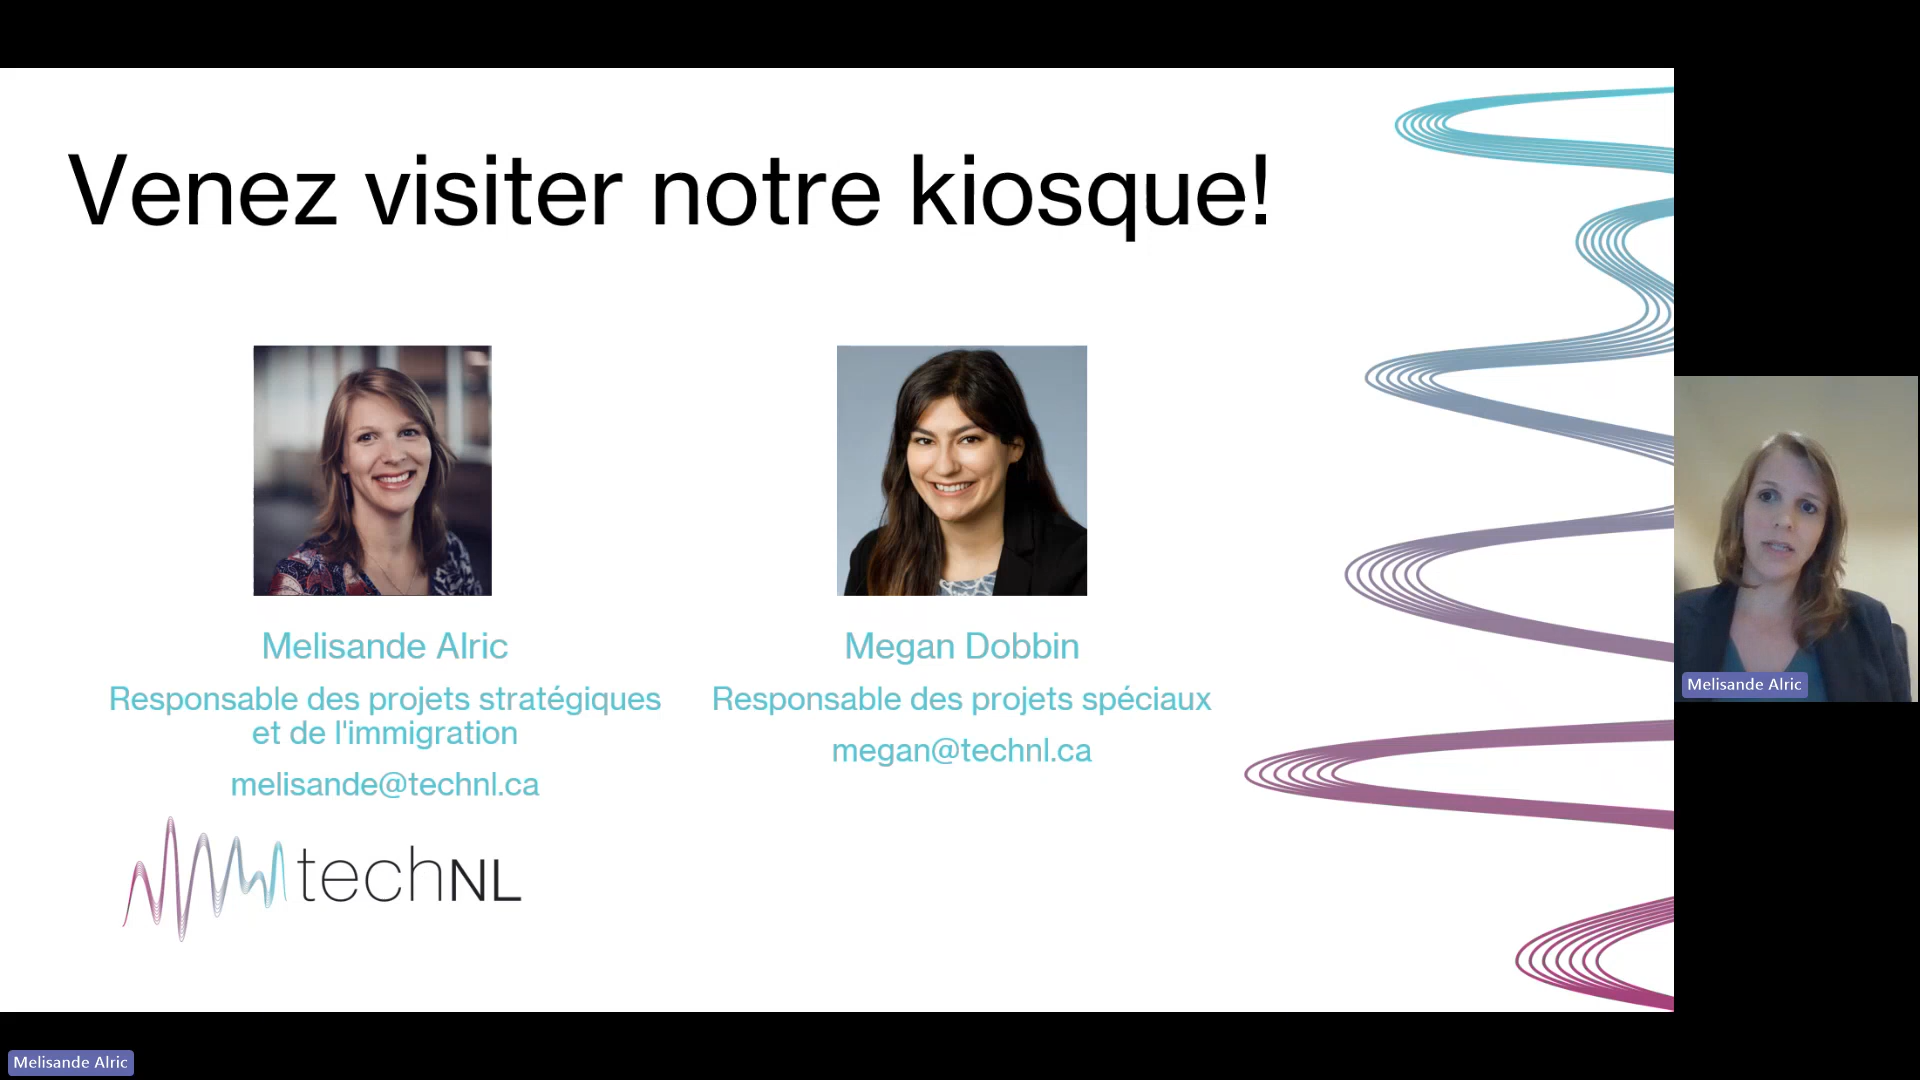 Venez visiter notre kiosque!
Melisande Alric
Responsable des projets stratégiques
et de l'immigration
melisande@technl.ca
Megan Dobbin
Responsable des projets spéciaux
megan@technl.ca
techNL
Melisande Alric
Melisande Alric